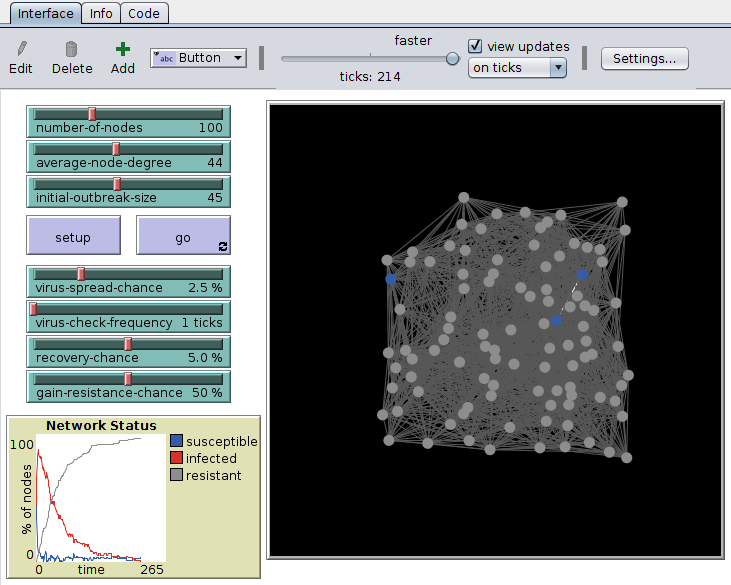 Interface Info Code
Edit Delete Add abc Button faster view updates Settings...
ticks: 214 on ticks
number-of-nodes 100
average-node-degree 44
initial-outbreak-size 45
setup go
virus-spread-chance 2.5 %
virus-check-frequency 1 ticks
recovery-chance 5.0 %
gain-resistance-chance 50 %
Network Status
100
% of nodes
0
0 time 265
susceptible
infected
resistant